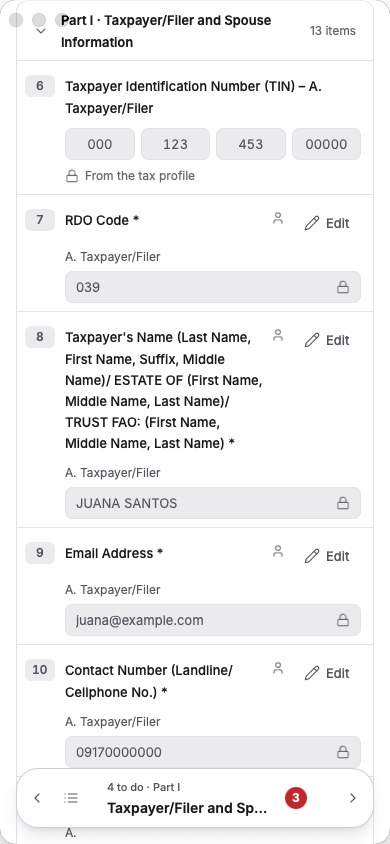 Part I · Taxpayer/Filer and Spouse
Information
13 items
6
Taxpayer Identification Number (TIN) – A.
Taxpayer/Filer
000
123
453
00000
From the tax profile
7
RDO Code *
Edit
A. Taxpayer/Filer
039
8
Taxpayer's Name (Last Name,
First Name, Suffix, Middle
Name)/ ESTATE OF (First Name,
Middle Name, Last Name)/
TRUST FAO: (First Name,
Middle Name, Last Name) *
Edit
A. Taxpayer/Filer
JUANA SANTOS
9
Email Address *
Edit
A. Taxpayer/Filer
juana@example.com
10
Contact Number (Landline/
Cellphone No.) *
Edit
A. Taxpayer/Filer
09170000000
4 to do · Part I
Taxpayer/Filer and Sp...
3
A.